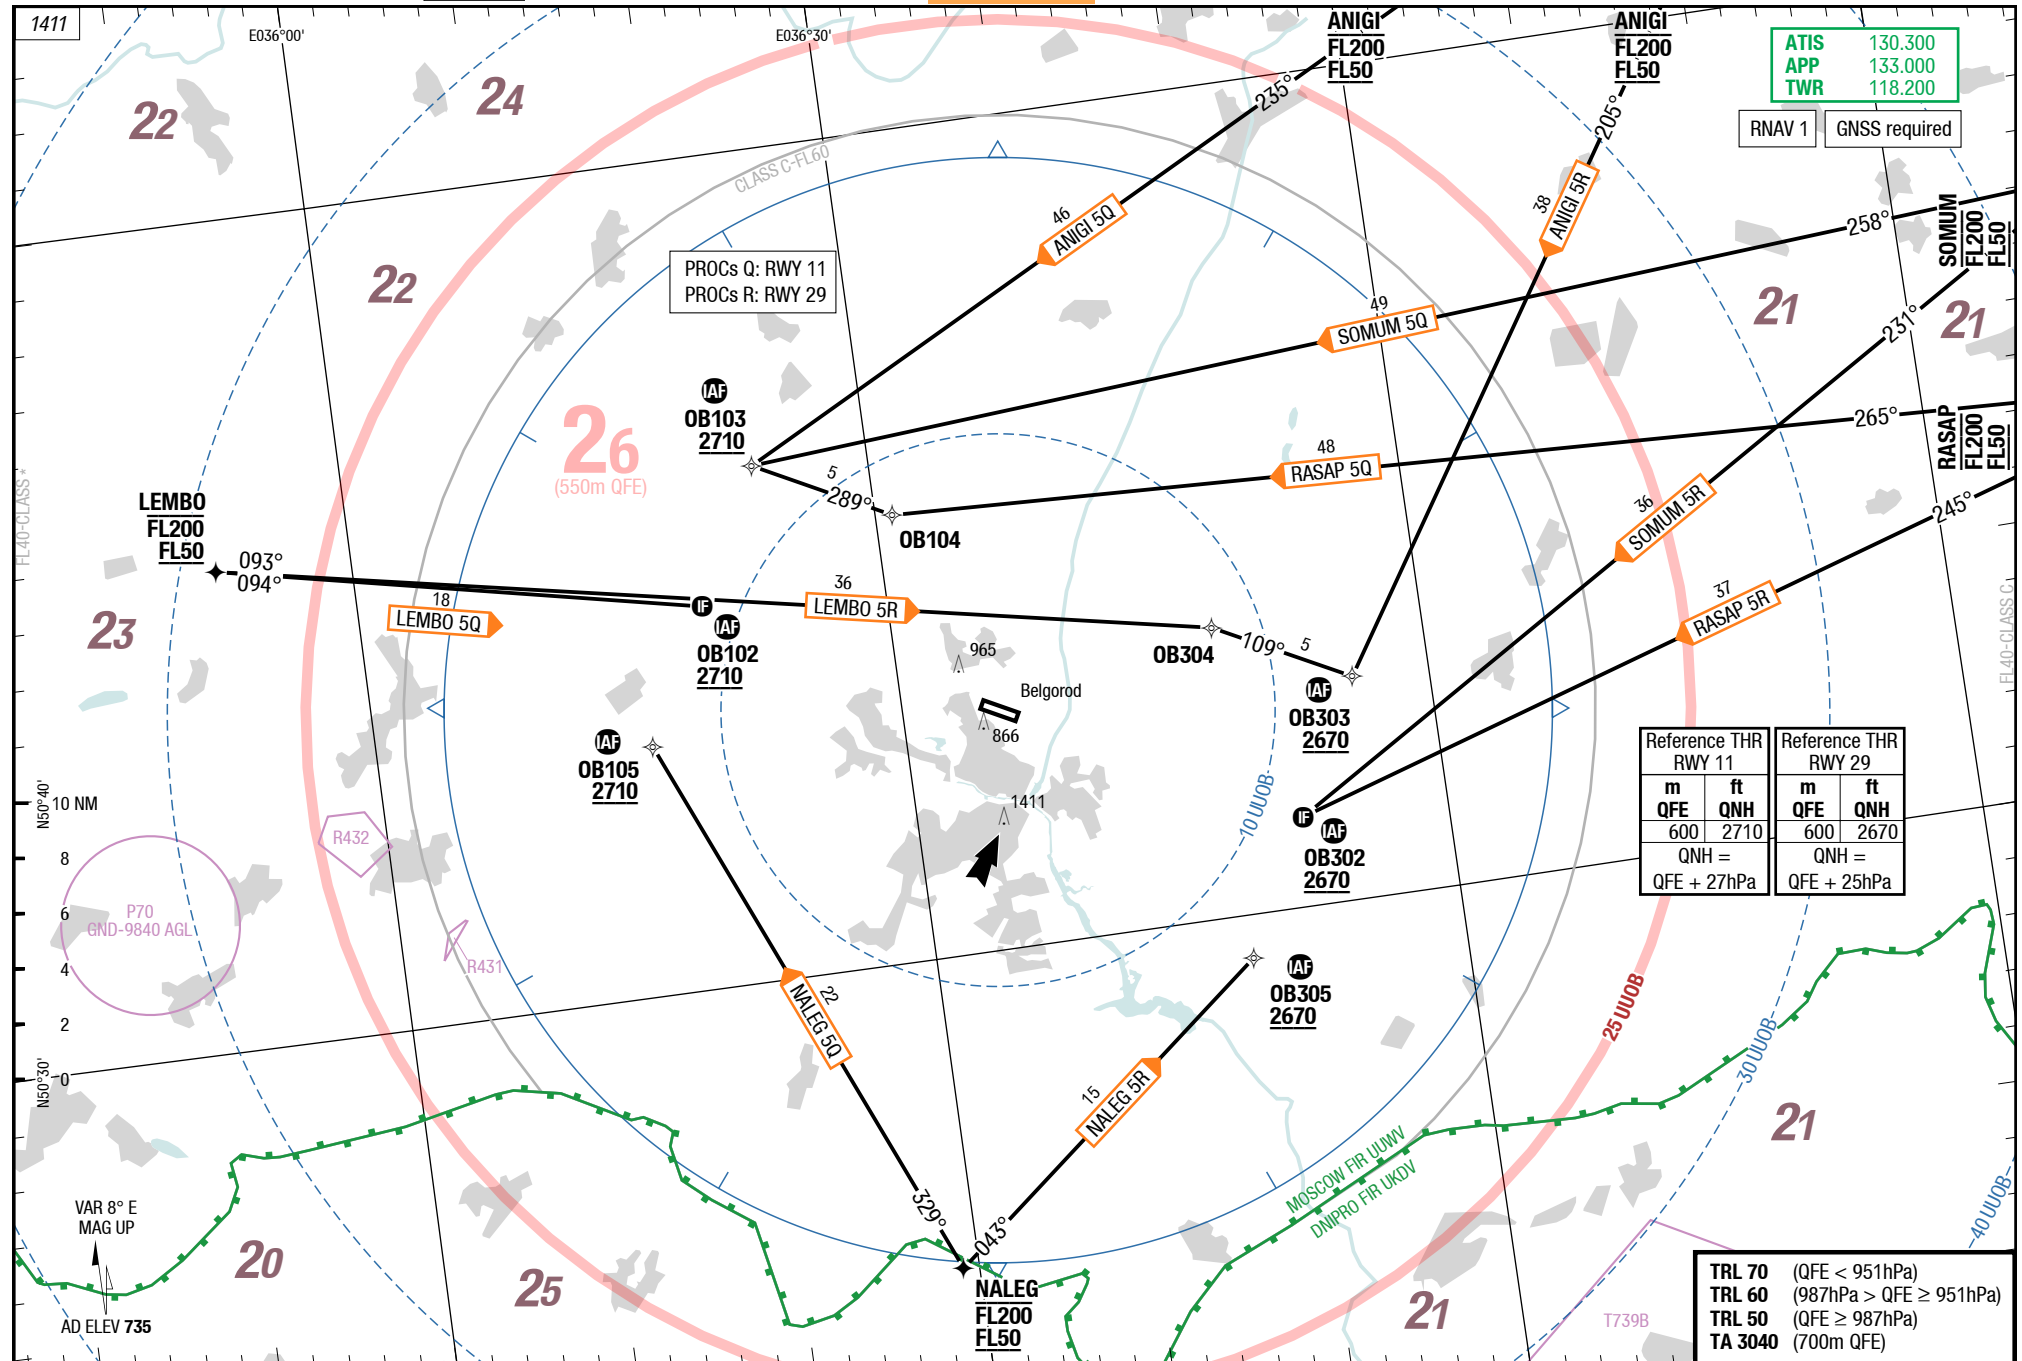 1411
E036°00'
E036°30'
ANIGI
FL200
FL50
ANIGI
FL200
FL50
ATIS 130.300
APP 133.000
TWR 118.200
RNAV 1
GNSS required
22
24
235°
205°
CLASS C-FL60
46
ANIGI 5Q
38
ANIGI 5R
258°
SOMUM
FL200
FL50
PROCs Q: RWY 11
PROCs R: RWY 29
22
49
SOMUM 5Q
21
21
231°
IAF
OB103
2710
26
(550m QFE)
5
289°
48
RASAP 5Q
265°
RASAP
FL200
FL50
FL40-CLASS *
LEMBO
FL200
FL50
OB104
36
SOMUM 5R
245°
093°
094°
18
LEMBO 5Q
36
LEMBO 5R
IF
IAF
OB102
2710
23
37
RASAP 5R
FL40-CLASS C
965
OB304
109°
5
IAF
OB303
2670
Belgorod
866
IAF
OB105
2710
Reference THR
RWY 11
m ft
QFE QNH
600 2710
QNH =
QFE + 27hPa
Reference THR
RWY 29
m ft
QFE QNH
600 2670
QNH =
QFE + 25hPa
N50°40'
10 NM
8
6
4
2
0
N50°30'
1411
10 UUOB
IF
IAF
OB302
2670
R432
P70
GND-9840 AGL
R431
22
NALEG 5Q
IAF
OB305
2670
25 UUOB
30 UUOB
15
NALEG 5R
21
MOSCOW FIR UUWV
DNIPRO FIR UKDV
40 UUOB
VAR 8° E
MAG UP
AD ELEV 735
20
25
329°
043°
NALEG
FL200
FL50
21
T739B
TRL 70 (QFE < 951hPa)
TRL 60 (987hPa > QFE ≥ 951hPa)
TRL 50 (QFE ≥ 987hPa)
TA 3040 (700m QFE)